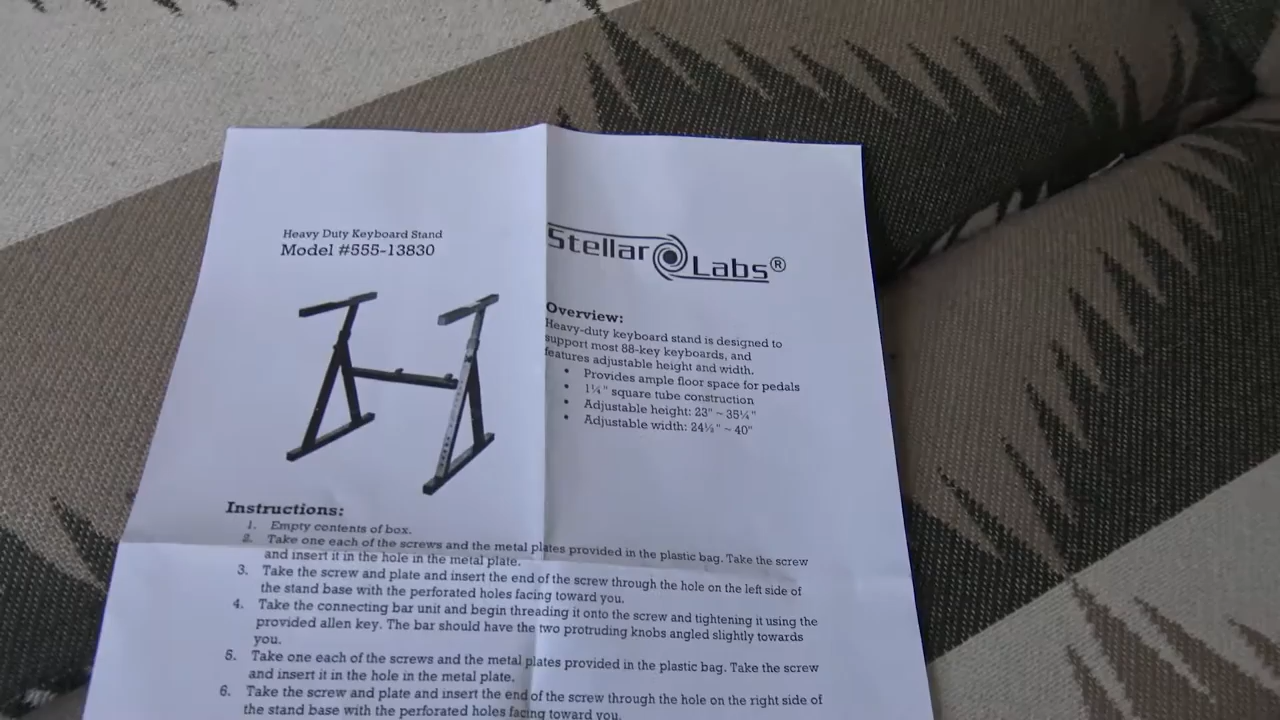 Heavy Duty Keyboard Stand
Model #555-13830
Stellar Labs®
Overview:
Heavy-duty keyboard stand is designed to
support most 88-key keyboards, and
features adjustable height and width.
• Provides ample floor space for pedals
• 1¼" square tube construction
• Adjustable height: 23" ~ 35¼"
• Adjustable width: 24½" ~ 40"
Instructions:
1. Empty contents of box.
2. Take one each of the screws and the metal plates provided in the plastic bag. Take the screw
and insert it in the hole in the metal plate.
3. Take the screw and plate and insert the end of the screw through the hole on the left side of
the stand base with the perforated holes facing toward you.
4. Take the connecting bar unit and begin threading it onto the screw and tightening it using the
provided allen key. The bar should have the two protruding knobs angled slightly towards
you.
5. Take one each of the screws and the metal plates provided in the plastic bag. Take the screw
and insert it in the hole in the metal plate.
6. Take the screw and plate and insert the end of the screw through the hole on the right side of
the stand base with the perforated holes facing toward you.